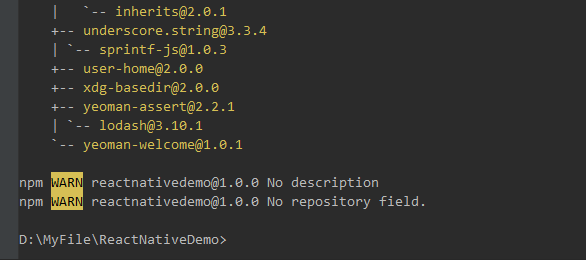 |   `-- inherits@2.0.1
+-- underscore.string@3.3.4
| `-- sprintf-js@1.0.3
+-- user-home@2.0.0
+-- xdg-basedir@2.0.0
+-- yeoman-assert@2.2.1
| `-- lodash@3.10.1
`-- yeoman-welcome@1.0.1
npm WARN reactnativedemo@1.0.0 No description
npm WARN reactnativedemo@1.0.0 No repository field.
D:\MyFile\ReactNativeDemo>